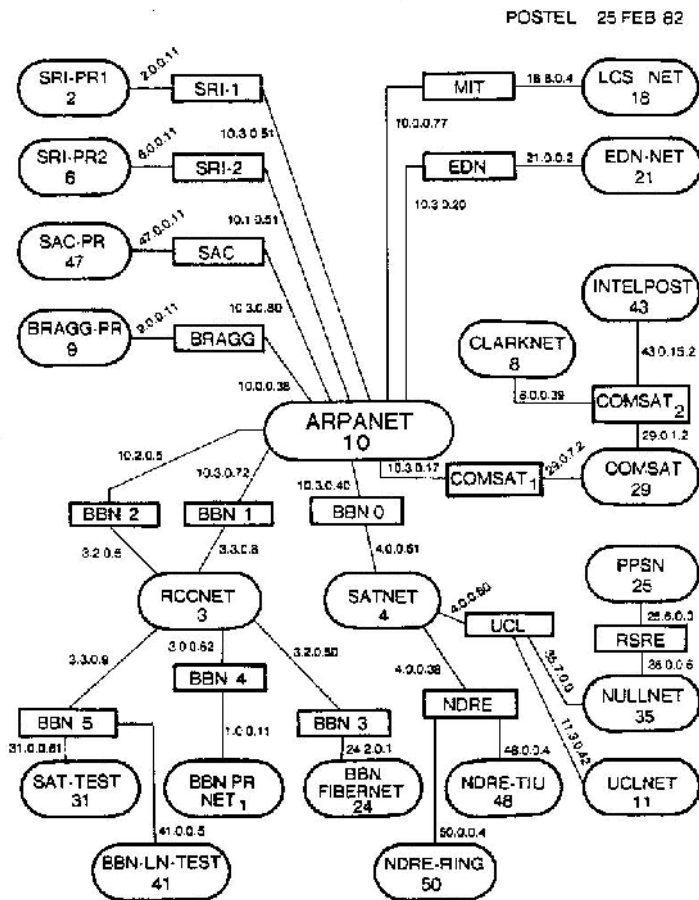 POSTEL 25 FEB 82
SRI-PR1
2
2.0.0.11
SRI-1
10.3.0.51
MIT
10.0.0.77
18.8.0.4
LCS NET
18
SRI-PR2
6
6.0.0.11
SRI-2
10.1.0.51
EDN
10.3.0.20
21.0.0.2
EDN-NET
21
SAC-PR
47
47.0.0.11
SAC
10.3.0.80
INTELPOST
43
43.0.15.2
BRAGG-PR
9
9.0.0.11
BRAGG
10.0.0.38
CLARKNET
8
8.0.0.39
COMSAT 2
29.0.1.2
ARPANET
10
10.3.0.17
COMSAT 1
29.0.7.2
COMSAT
29
10.2.0.5
10.3.0.72
10.3.0.40
BBN 2
BBN 1
BBN 0
3.2.0.5
3.3.0.8
4.0.0.61
PPSN
25
25.6.0.0
RCCNET
3
SATNET
4
4.0.0.60
UCL
RSRE
35.7.0.0
35.0.0.6
3.3.0.9
3.0.0.62
3.2.0.50
4.0.0.38
11.3.0.42
BBN 4
NDRE
NULLNET
35
BBN 5
1.0.0.11
BBN 3
31.0.0.61
24.2.0.1
48.0.0.4
SAT-TEST
31
BBN PR
NET 1
BBN
FIBERNET
24
NDRE-TIU
48
UCLNET
11
41.0.0.5
50.0.0.4
BBN-LN-TEST
41
NDRE-RING
50